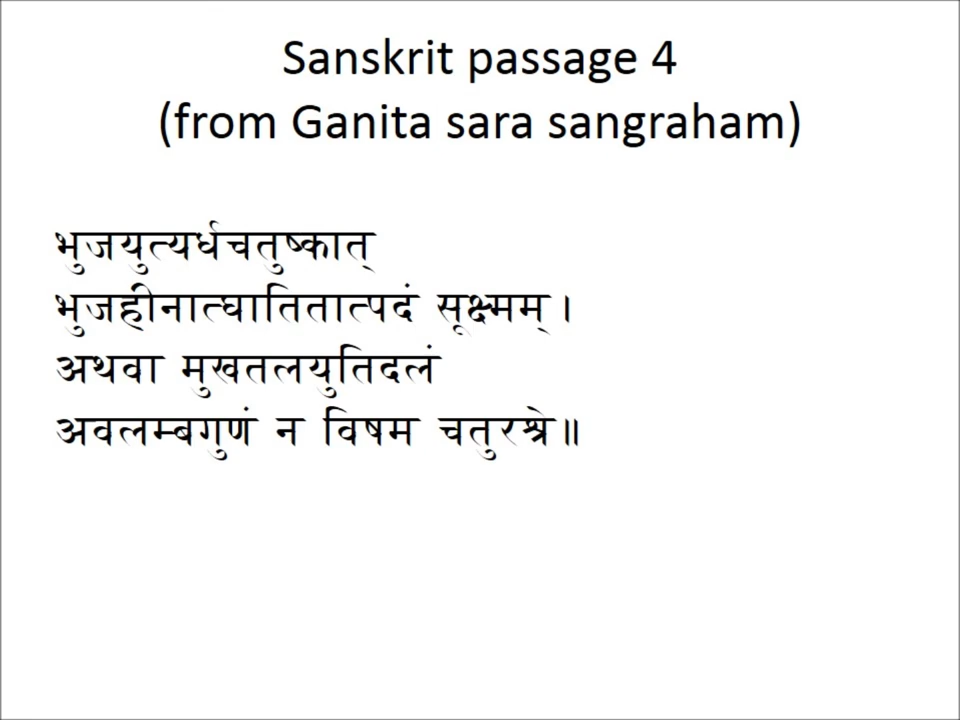 Sanskrit passage 4
(from Ganita sara sangraham)
भुजयुत्यर्धचतुष्कात्
भुजहीनात्घातितात्पदं सूक्ष्मम् ।
अथवा मुखतलयुतिदलं
अवलम्बगुणं न विषम चतुरश्रे॥